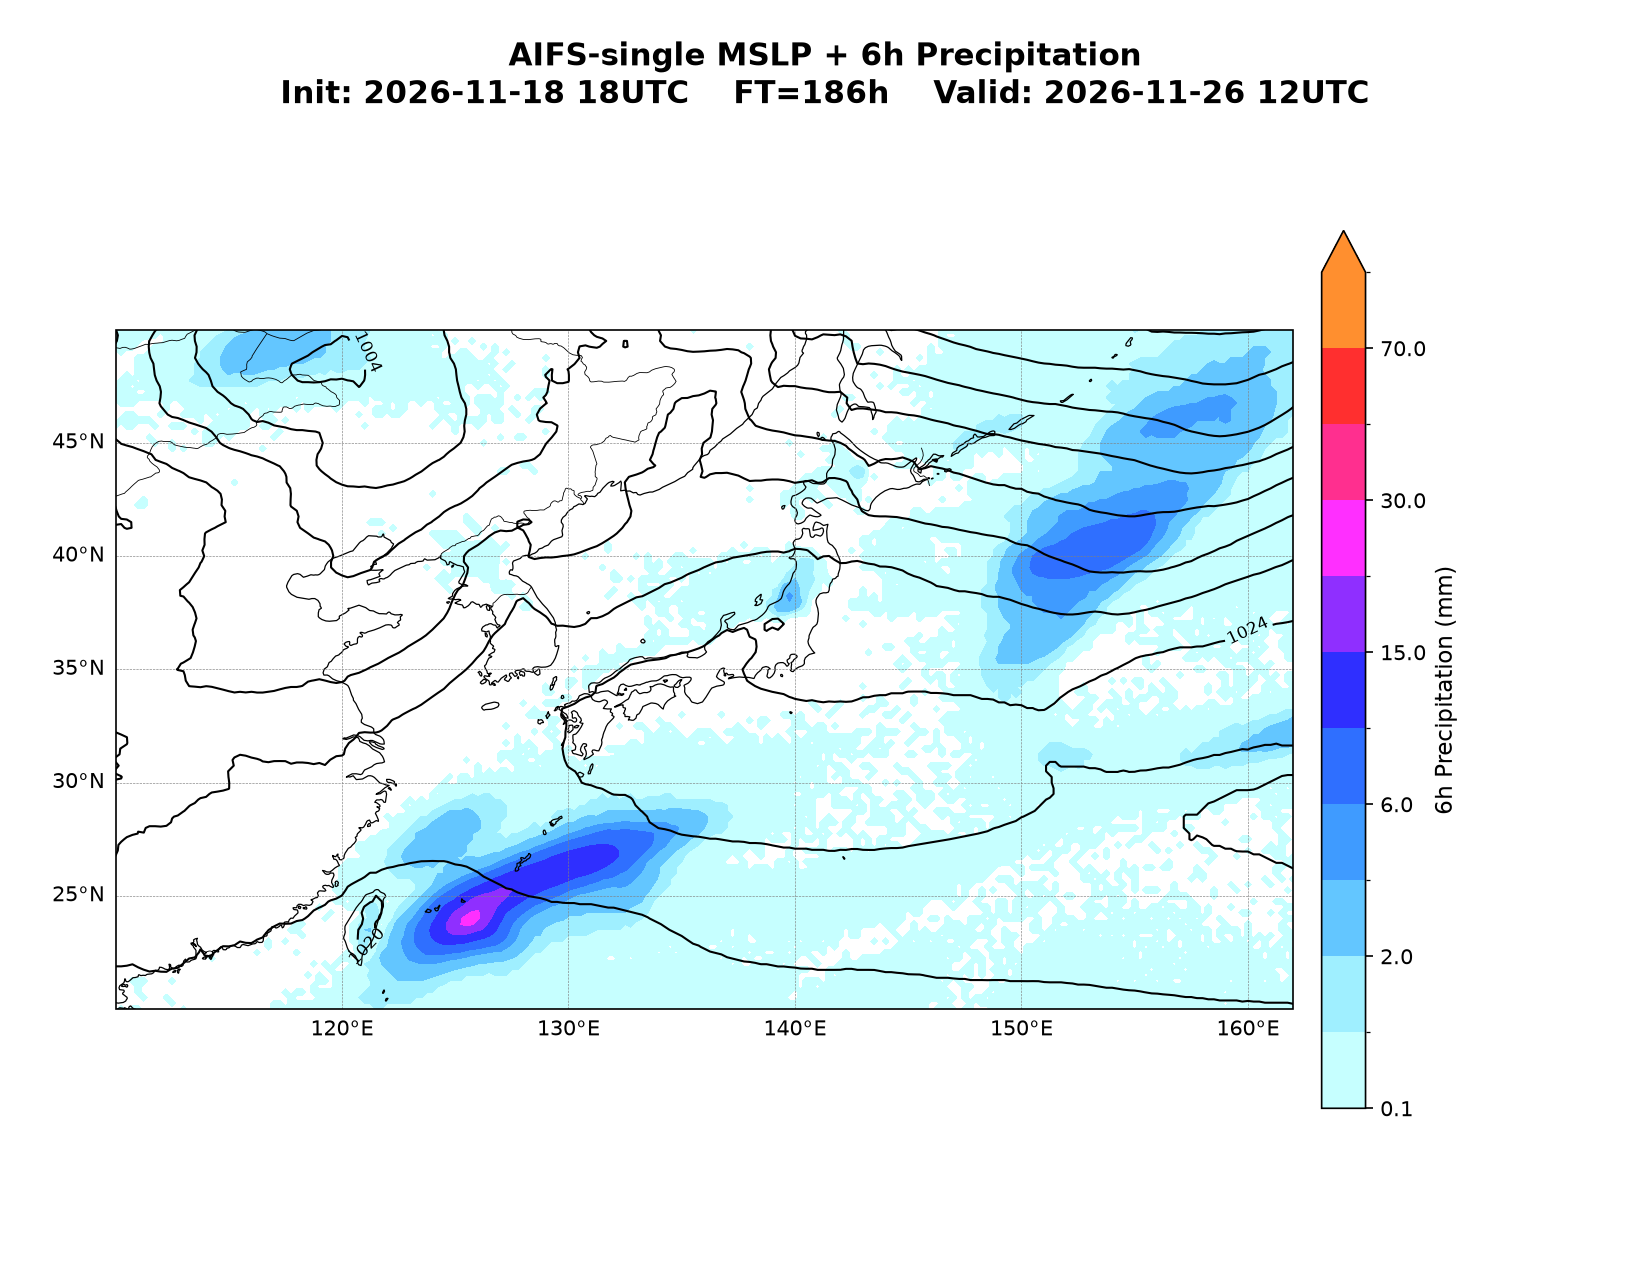 AIFS-single MSLP + 6h Precipitation
Init: 2026-11-18 18UTC    FT=186h    Valid: 2026-11-26 12UTC
1004
70.0
45°N
30.0
40°N
1024
15.0
35°N
6h Precipitation (mm)
30°N
6.0
25°N
020
2.0
120°E
130°E
140°E
150°E
160°E
0.1